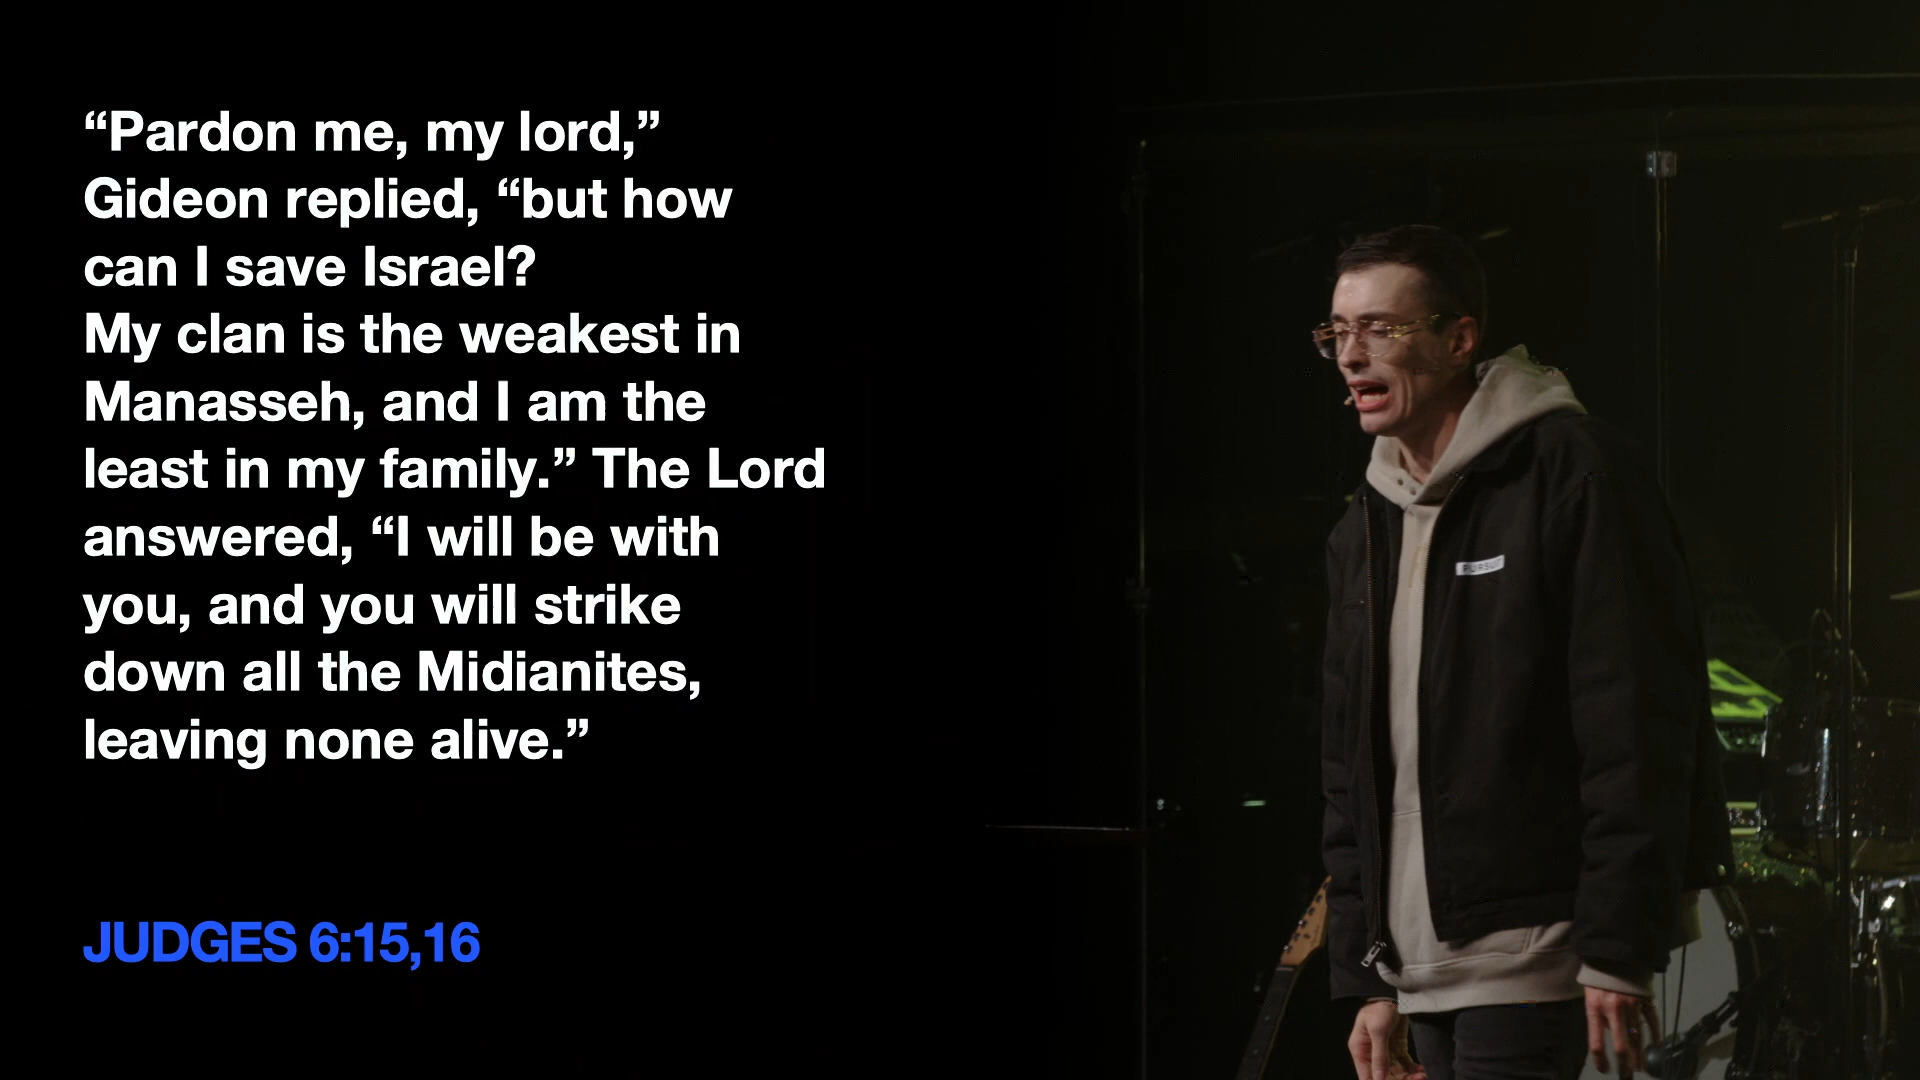 “Pardon me, my lord,”
Gideon replied, “but how
can I save Israel?
My clan is the weakest in
Manasseh, and I am the
least in my family.” The Lord
answered, “I will be with
you, and you will strike
down all the Midianites,
leaving none alive.”
JUDGES 6:15,16
PURSUIT